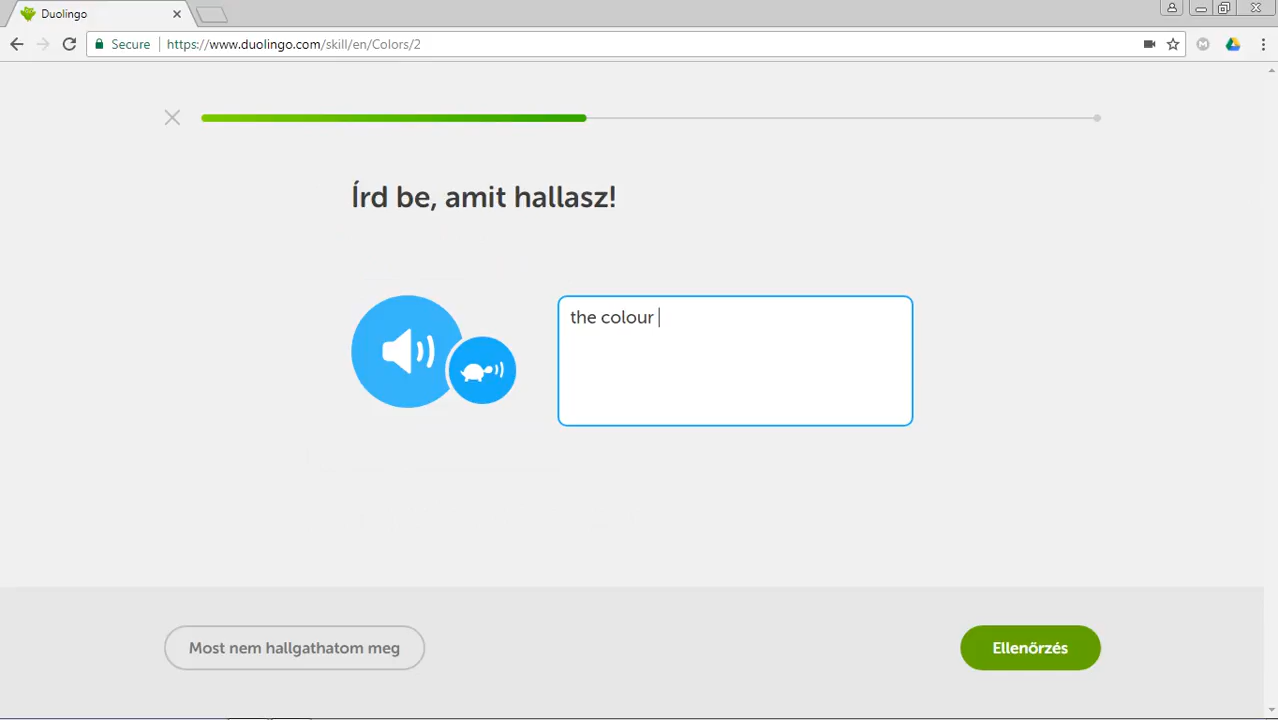 Duolingo
Secure https://www.duolingo.com/skill/en/Colors/2
Írd be, amit hallasz!
the colour
Most nem hallgathatom meg
Ellenőrzés